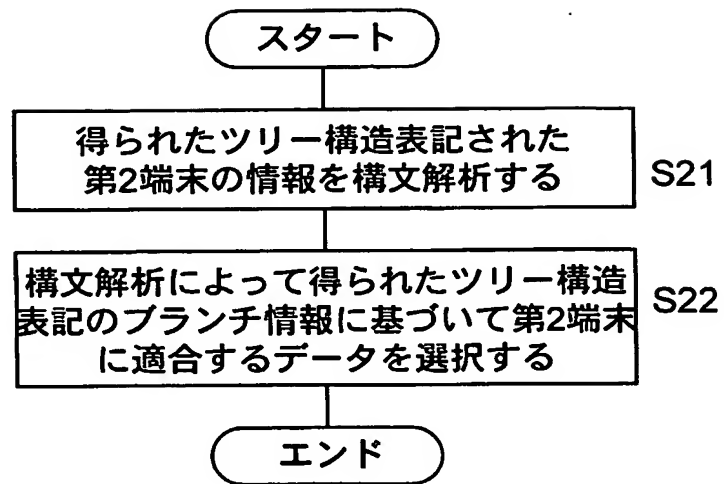 スタート
得られたツリー構造表記された
第2端末の情報を構文解析する
S21
構文解析によって得られたツリー構造
表記のブランチ情報に基づいて第2端末
に適合するデータを選択する
S22
エンド